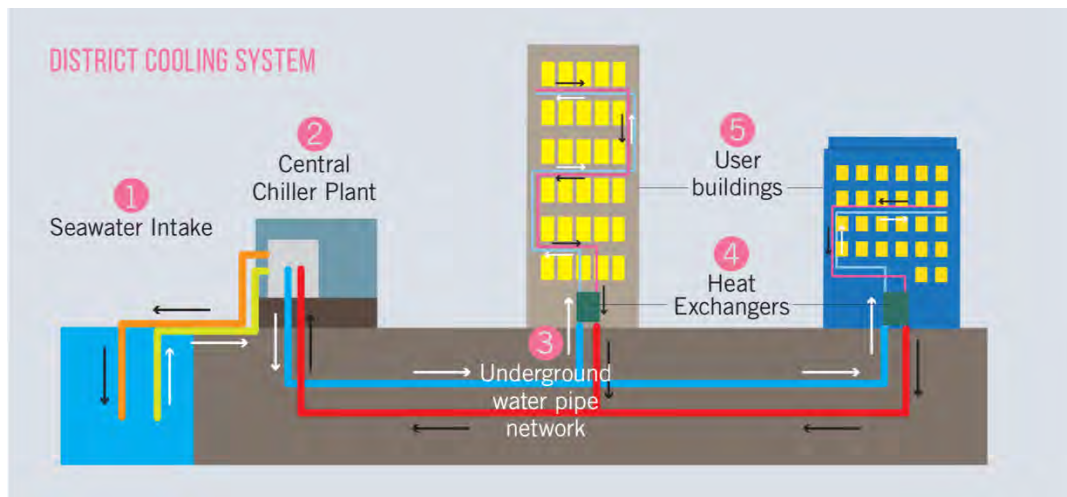 DISTRICT COOLING SYSTEM
1
Seawater Intake
2
Central
Chiller Plant
3
Underground
water pipe
network
4
Heat
Exchangers
5
User
buildings